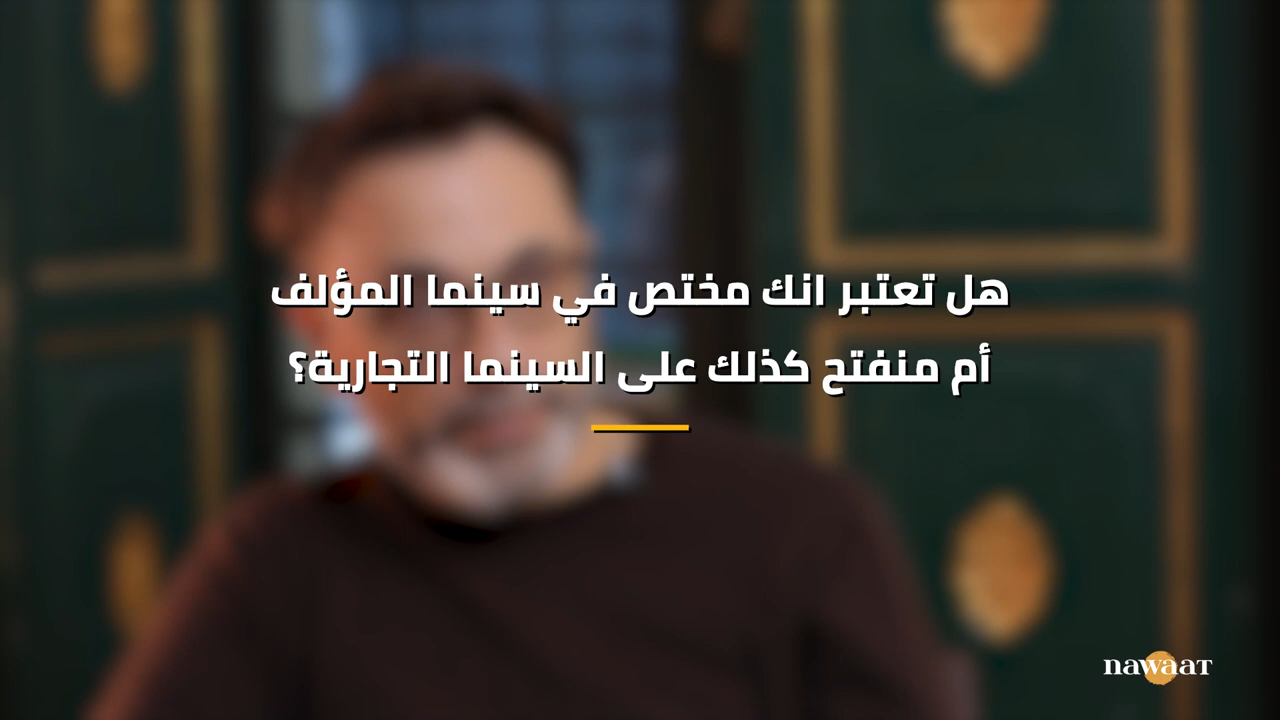 هل تعتبر انك مختص في سينما المؤلف
أم منفتح كذلك على السينما التجارية؟
nawaat